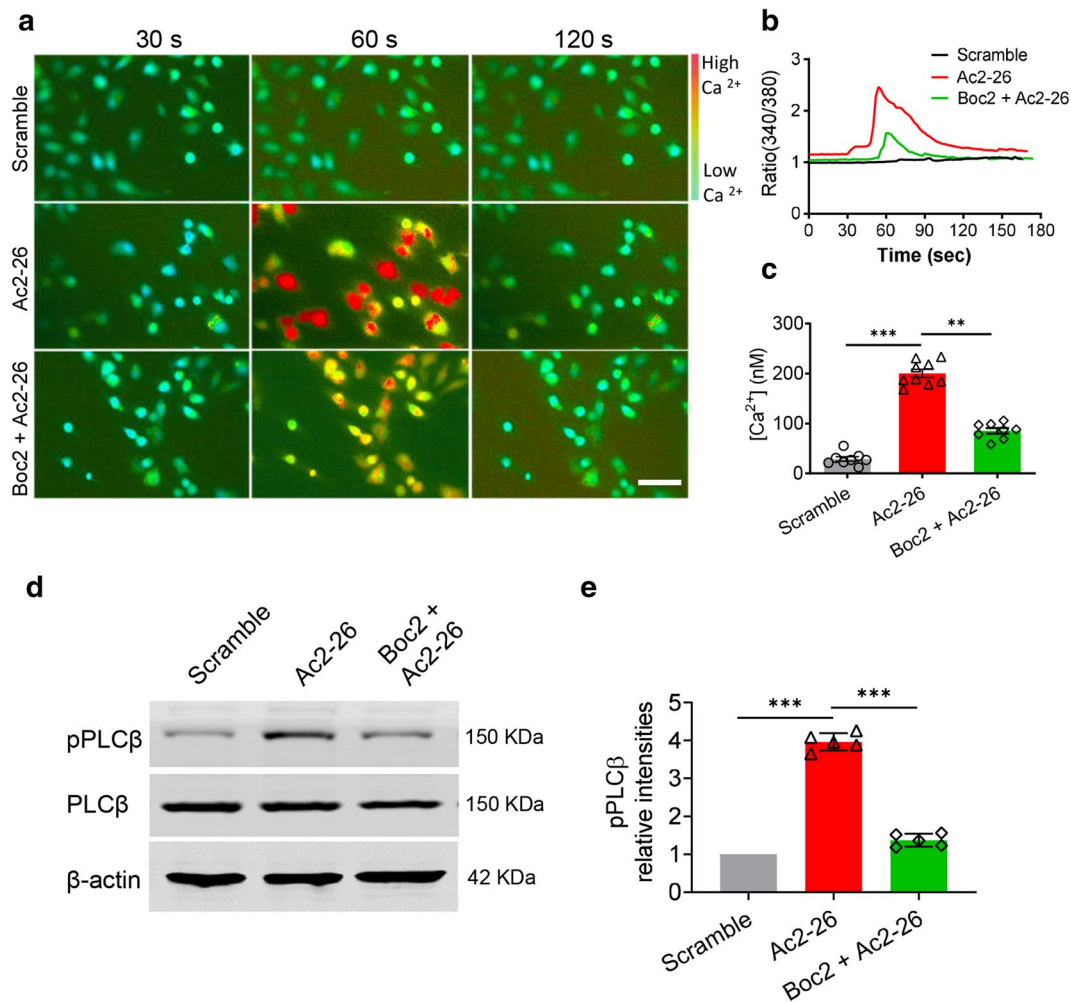 a
30 s
60 s
120 s
Scramble
Ac2-26
Boc2 + Ac2-26
High
Ca 2+
Low
Ca 2+
b
Scramble
Ac2-26
Boc2 + Ac2-26
Ratio(340/380)
3
2
1
0
0 30 60 90 120 150 180
Time (sec)
c
[Ca2+] (nM)
300
200
100
0
*** **
Scramble
Ac2-26
Boc2 + Ac2-26
d
Scramble
Ac2-26
Boc2 +
Ac2-26
pPLCβ 150 KDa
PLCβ 150 KDa
β-actin 42 KDa
e
pPLCβ
relative intensities
5
4
3
2
1
0
*** ***
Scramble
Ac2-26
Boc2 + Ac2-26